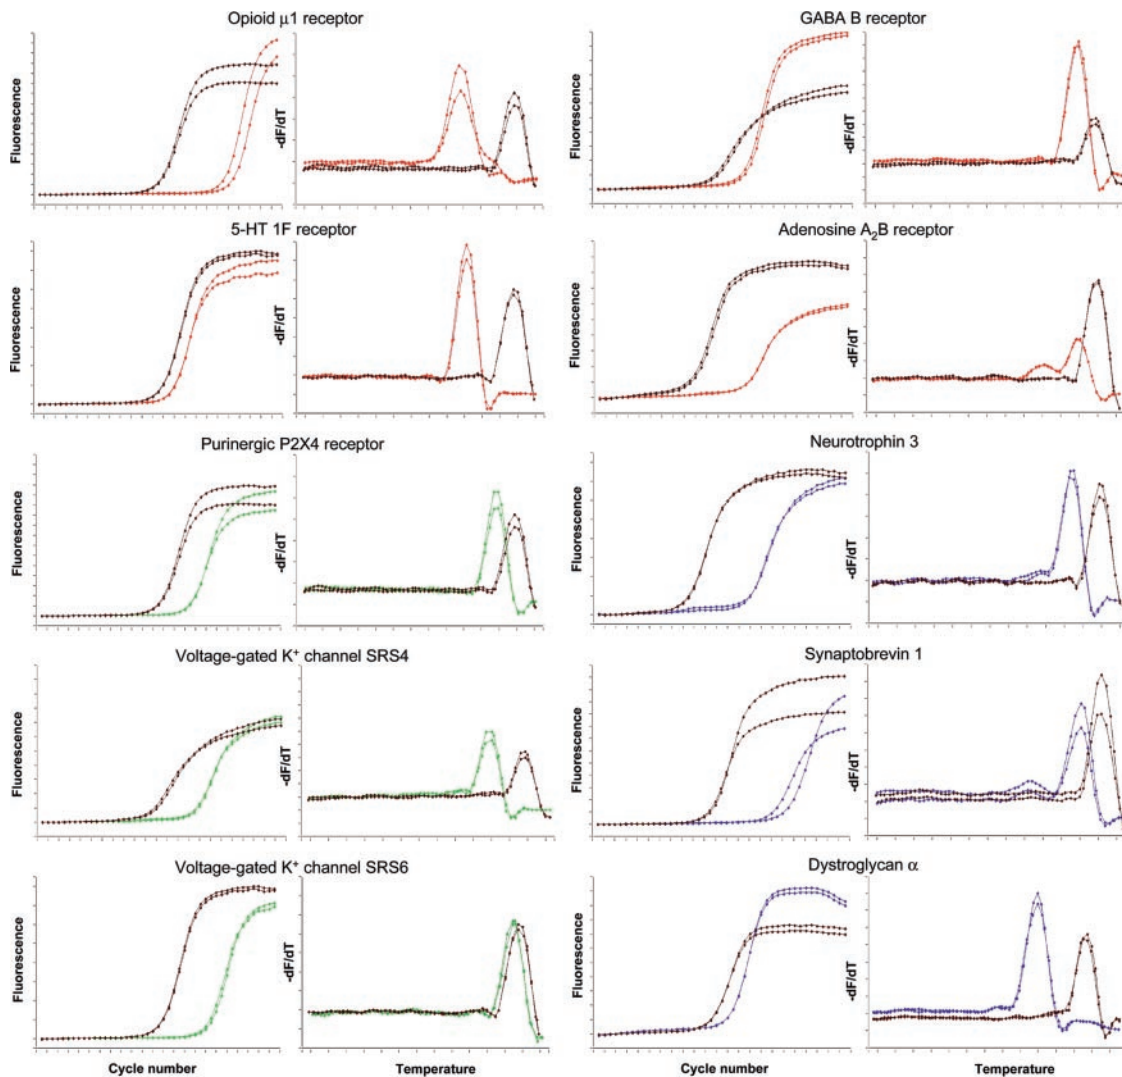 Opioid μ1 receptor
Fluorescence
-dF/dT
GABA B receptor
Fluorescence
-dF/dT
5-HT 1F receptor
Fluorescence
-dF/dT
Adenosine A₂B receptor
Fluorescence
-dF/dT
Purinergic P2X4 receptor
Fluorescence
-dF/dT
Neurotrophin 3
Fluorescence
-dF/dT
Voltage-gated K⁺ channel SRS4
Fluorescence
-dF/dT
Synaptobrevin 1
Fluorescence
-dF/dT
Voltage-gated K⁺ channel SRS6
Fluorescence
-dF/dT
Dystroglycan α
Fluorescence
-dF/dT
Cycle number
Temperature
Cycle number
Temperature